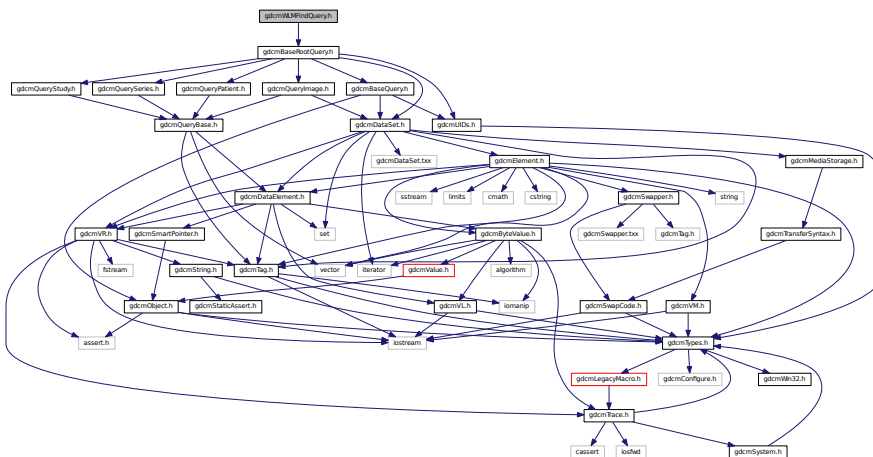 gdcmWLMFindQuery.h
gdcmBaseRootQuery.h
gdcmQueryStudy.h
gdcmQuerySeries.h
gdcmQueryPatient.h
gdcmQueryImage.h
gdcmBaseQuery.h
gdcmQueryBase.h
gdcmDataSet.h
gdcmUIDs.h
gdcmDataSet.txx
gdcmElement.h
gdcmMediaStorage.h
gdcmDataElement.h
sstream
limits
cmath
cstring
gdcmSwapper.h
string
gdcmVR.h
gdcmSmartPointer.h
set
gdcmByteValue.h
gdcmSwapper.txx
gdcmTag.h
gdcmTransferSyntax.h
fstream
gdcmString.h
gdcmTag.h
vector
iterator
gdcmValue.h
algorithm
gdcmObject.h
gdcmStaticAssert.h
gdcmVL.h
iomanip
gdcmSwapCode.h
gdcmVM.h
assert.h
iostream
gdcmTypes.h
gdcmLegacyMacro.h
gdcmConfigure.h
gdcmWin32.h
gdcmTrace.h
cassert
iosfwd
gdcmSystem.h